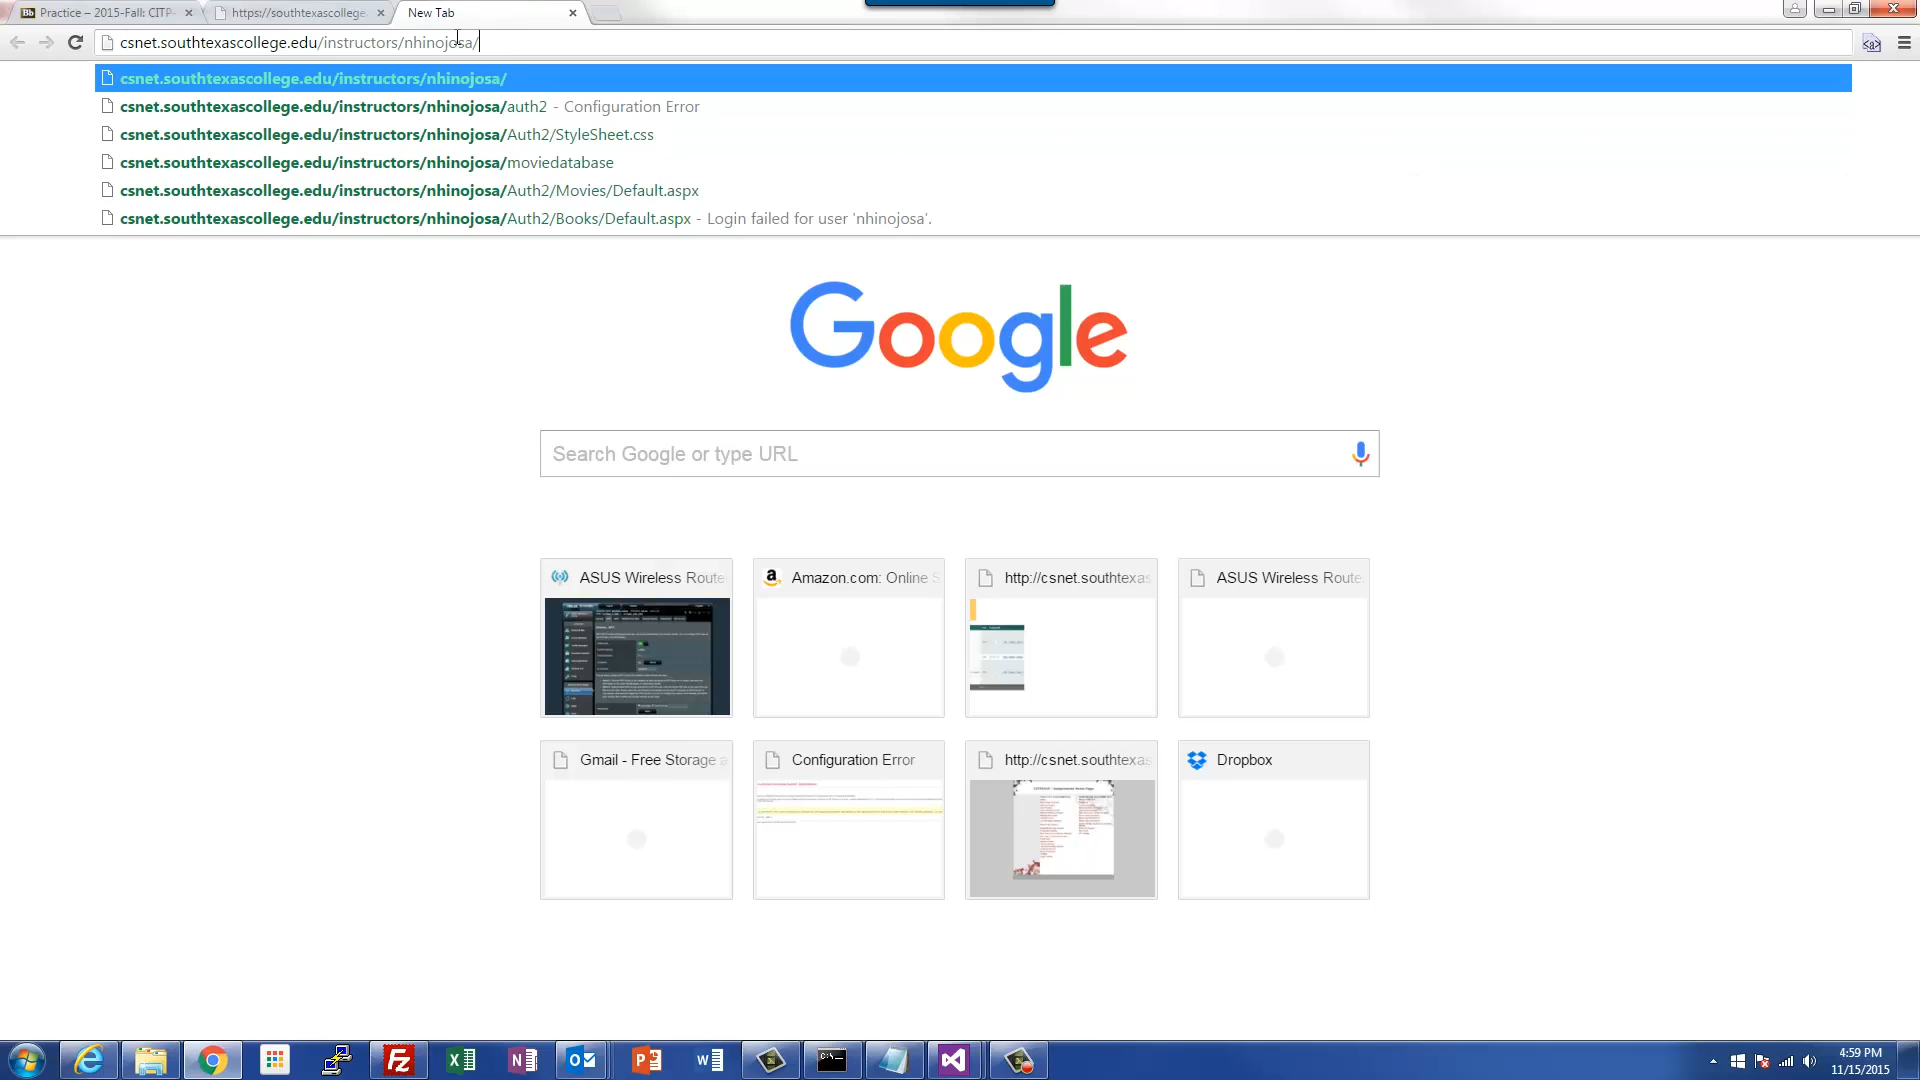 Practice – 2015-Fall: CITP-
https://southtexascollege.
New Tab
csnet.southtexascollege.edu/instructors/nhinojosa/
csnet.southtexascollege.edu/instructors/nhinojosa/
csnet.southtexascollege.edu/instructors/nhinojosa/auth2 - Configuration Error
csnet.southtexascollege.edu/instructors/nhinojosa/Auth2/StyleSheet.css
csnet.southtexascollege.edu/instructors/nhinojosa/moviedatabase
csnet.southtexascollege.edu/instructors/nhinojosa/Auth2/Movies/Default.aspx
csnet.southtexascollege.edu/instructors/nhinojosa/Auth2/Books/Default.aspx - Login failed for user 'nhinojosa'.
Google
Search Google or type URL
ASUS Wireless Route
Amazon.com: Online S
http://csnet.southtexas
ASUS Wireless Route
Gmail - Free Storage a
Configuration Error
http://csnet.southtexas
Dropbox
4:59 PM
11/15/2015